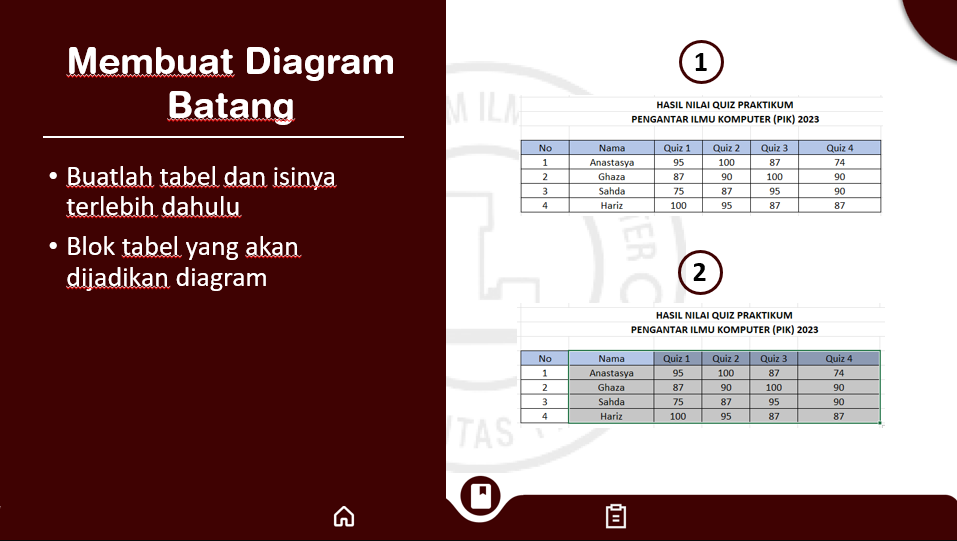 Membuat Diagram
Batang
• Buatlah tabel dan isinya
terlebih dahulu
• Blok tabel yang akan
dijadikan diagram
1
HASIL NILAI QUIZ PRAKTIKUM
PENGANTAR ILMU KOMPUTER (PIK) 2023
No Nama Quiz 1 Quiz 2 Quiz 3 Quiz 4
1 Anastasya 95 100 87 74
2 Ghaza 87 90 100 90
3 Sahda 75 87 95 90
4 Hariz 100 95 87 87
2
HASIL NILAI QUIZ PRAKTIKUM
PENGANTAR ILMU KOMPUTER (PIK) 2023
No Nama Quiz 1 Quiz 2 Quiz 3 Quiz 4
1 Anastasya 95 100 87 74
2 Ghaza 87 90 100 90
3 Sahda 75 87 95 90
4 Hariz 100 95 87 87